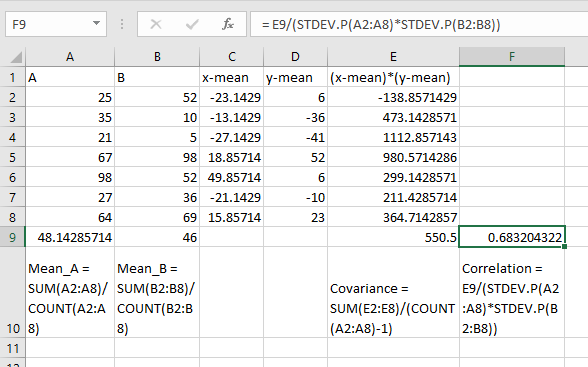 F9 fx = E9/(STDEV.P(A2:A8)*STDEV.P(B2:B8))
A B C D E F
1 A B x-mean y-mean (x-mean)*(y-mean)
2 25 52 -23.1429 6 -138.8571429
3 35 10 -13.1429 -36 473.1428571
4 21 5 -27.1429 -41 1112.857143
5 67 98 18.85714 52 980.5714286
6 98 52 49.85714 6 299.1428571
7 27 36 -21.1429 -10 211.4285714
8 64 69 15.85714 23 364.7142857
9 48.14285714 46 550.5 0.683204322
Mean_A =
SUM(A2:A8)/
COUNT(A2:A
8)
Mean_B =
SUM(B2:B8)/
COUNT(B2:B
8)
Covariance =
SUM(E2:E8)/(COUNT
(A2:A8)-1)
Correlation =
E9/(STDEV.P(A2
:A8)*STDEV.P(B
2:B8))
10
11
12